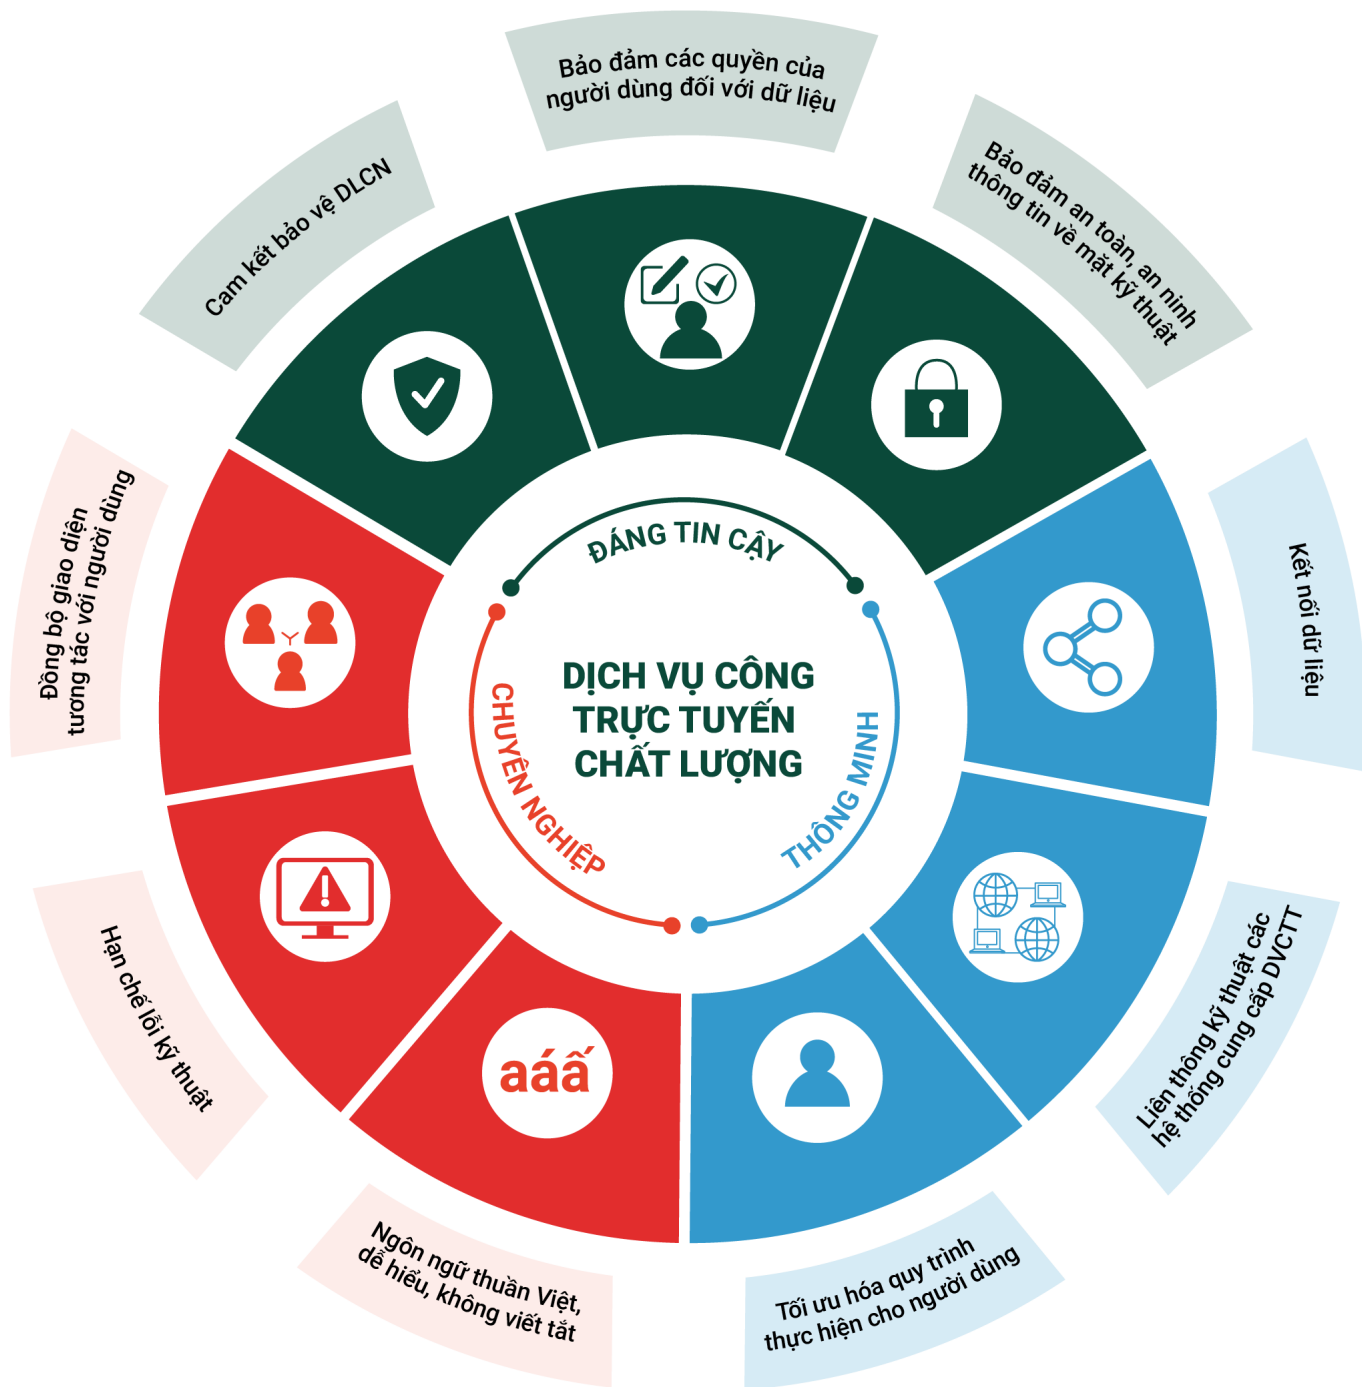 Bảo đảm các quyền của
người dùng đối với dữ liệu
Bảo đảm an toàn, an ninh
thông tin về mặt kỹ thuật
Kết nối dữ liệu
Liên thông kỹ thuật các
hệ thống cung cấp DVCTT
Tối ưu hóa quy trình
thực hiện cho người dùng
Ngôn ngữ thuần Việt,
dễ hiểu, không viết tắt
Hạn chế lỗi kỹ thuật
Đồng bộ giao diện
tương tác với người dùng
Cam kết bảo vệ DLCN
ĐÁNG TIN CẬY
THÔNG MINH
CHUYÊN NGHIỆP
DỊCH VỤ CÔNG
TRỰC TUYẾN
CHẤT LƯỢNG
aáấ